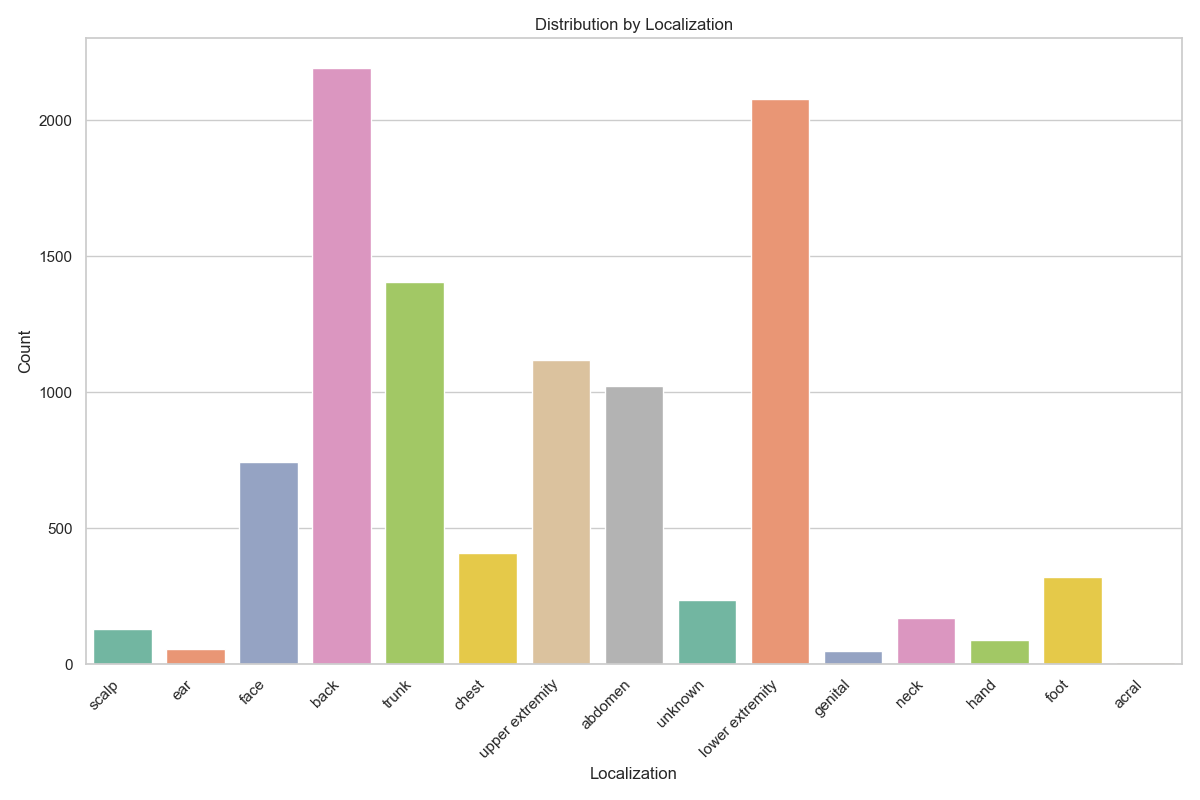 Distribution by Localization
2000
1500
1000
500
0
Count
scalp
ear
face
back
trunk
chest
upper extremity
abdomen
unknown
lower extremity
genital
neck
hand
foot
acral
Localization